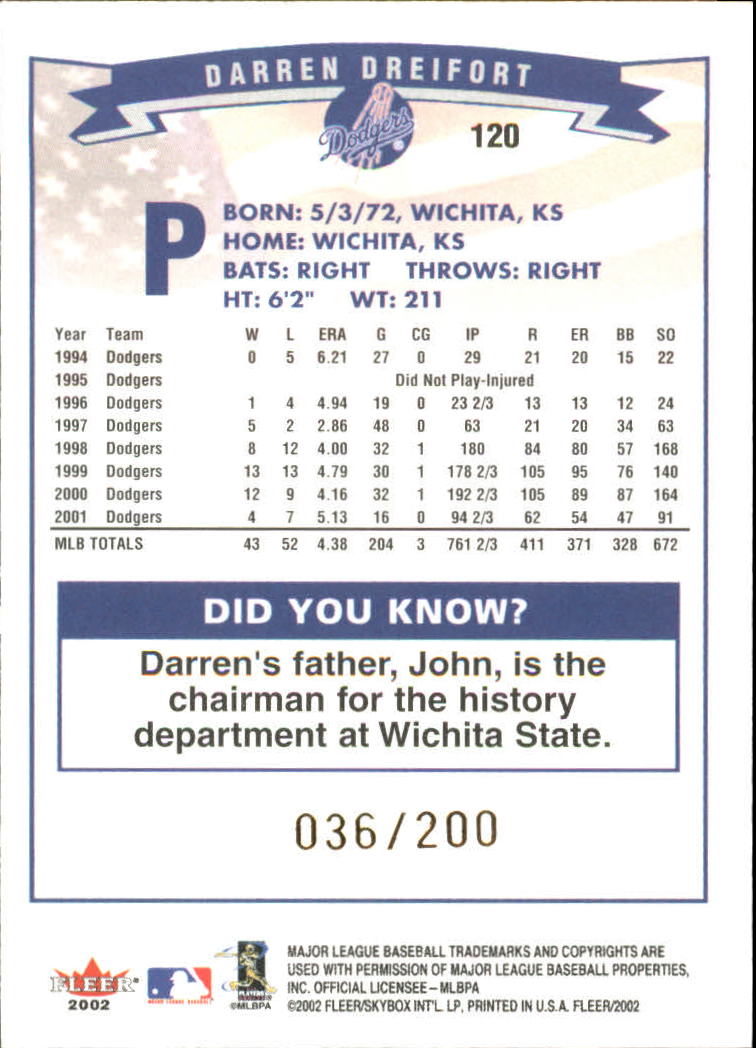 DARREN DREIFORT
Dodgers
120
P
BORN: 5/3/72, WICHITA, KS
HOME: WICHITA, KS
BATS: RIGHT THROWS: RIGHT
HT: 6'2" WT: 211
Year Team W L ERA G CG IP R ER BB SO
1994 Dodgers 0 5 6.21 27 0 29 21 20 15 22
1995 Dodgers Did Not Play-Injured
1996 Dodgers 1 4 4.94 19 0 23 2/3 13 13 12 24
1997 Dodgers 5 2 2.86 48 0 63 21 20 34 63
1998 Dodgers 8 12 4.00 32 1 180 84 80 57 168
1999 Dodgers 13 13 4.79 30 1 178 2/3 105 95 76 140
2000 Dodgers 12 9 4.16 32 1 192 2/3 105 89 87 164
2001 Dodgers 4 7 5.13 16 0 94 2/3 62 54 47 91
MLB TOTALS 43 52 4.38 204 3 761 2/3 411 371 328 672
DID YOU KNOW?
Darren's father, John, is the
chairman for the history
department at Wichita State.
036/200
FLEER
2002
MAJOR LEAGUE BASEBALL
©MLBPA
MAJOR LEAGUE BASEBALL TRADEMARKS AND COPYRIGHTS ARE
USED WITH PERMISSION OF MAJOR LEAGUE BASEBALL PROPERTIES,
INC. OFFICIAL LICENSEE–MLBPA
©2002 FLEER/SKYBOX INT'L. LP, PRINTED IN U.S.A. FLEER/2002